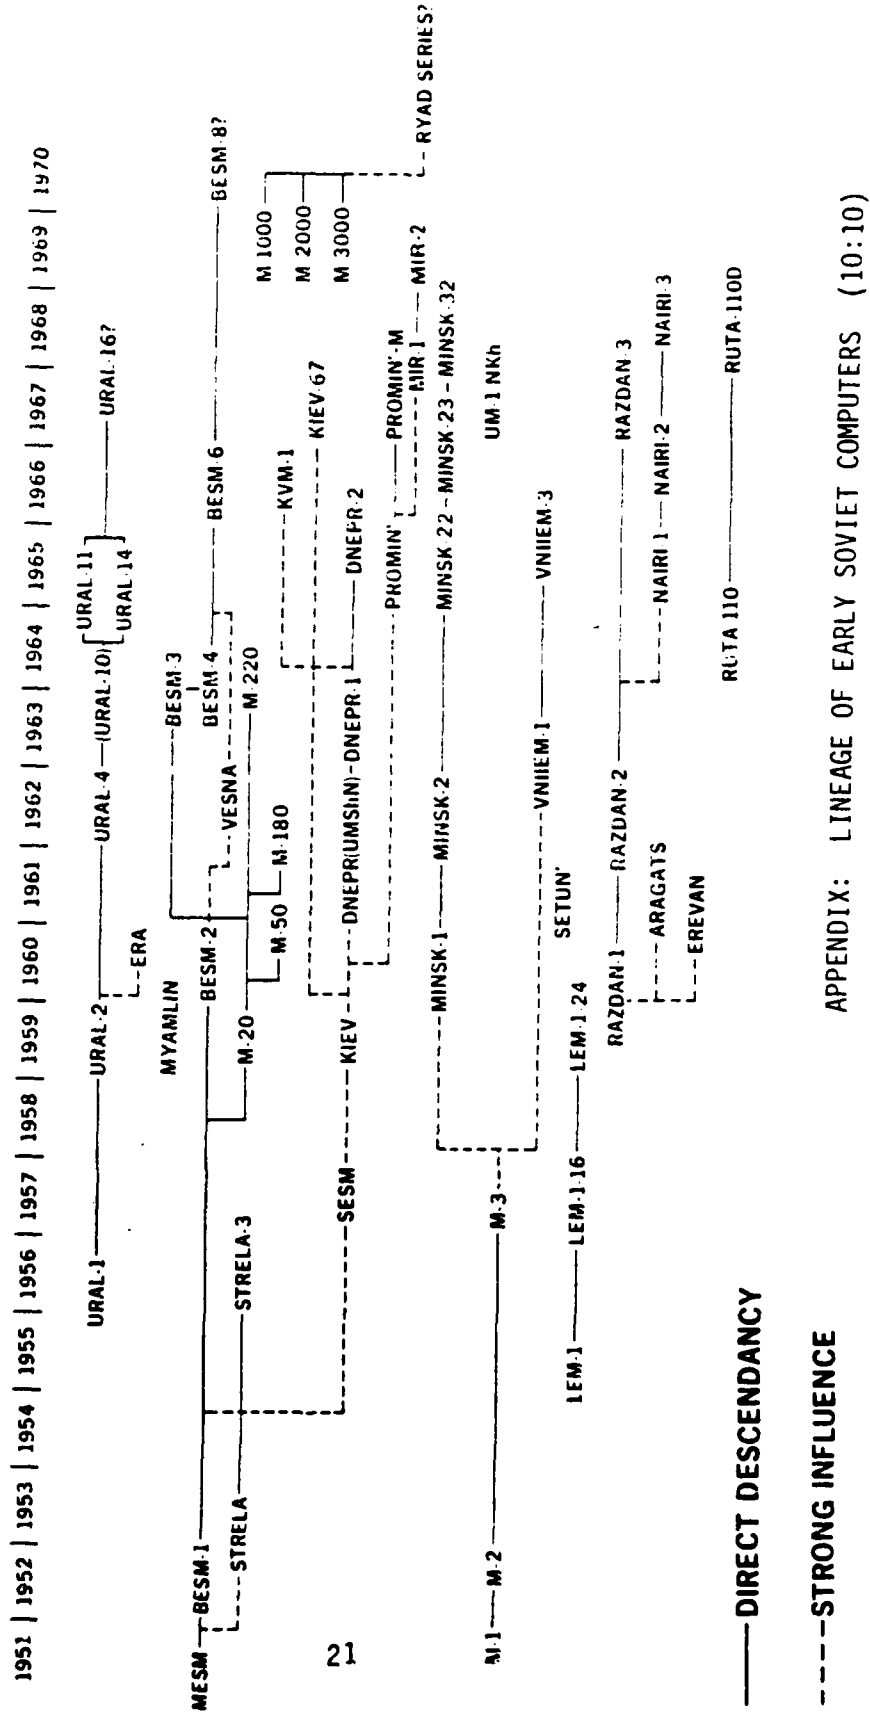 1951 | 1952 | 1953 | 1954 | 1955 | 1956 | 1957 | 1958 | 1959 | 1960 | 1961 | 1962 | 1963 | 1964 | 1965 | 1966 | 1967 | 1968 | 1969 | 1970
URAL-11
URAL-1 URAL-2 URAL-4 (URAL-10) URAL-16?
URAL-14
ERA
MYAMLIN
BESM-3
MESM BESM-1 BESM-2 BESM-4 BESM-6 BESM-8?
VESNA
STRELA STRELA-3 M-20 M-220
M-50 M-180
M 1000
KVM-1
M 2000
KIEV-67
M 3000
SESM KIEV DNEPR(UMShN)-DNEPR-1 DNEPR-2
PROMIN' PROMIN'-M
MIR-1 MIR-2
RYAD SERIES?
MINSK-1 MINSK-2 MINSK-22 - MINSK-23 - MINSK-32
M-1 M-2 M-3 UM-1 NKh
VNIIEM-1 VNIIEM-3
SETUN'
LEM-1 LEM-1-16 LEM-1-24
RAZDAN-1 RAZDAN-2 RAZDAN-3
ARAGATS NAIRI 1 NAIRI-2 NAIRI-3
EREVAN
RUTA 110 RUTA-110D
DIRECT DESCENDANCY
STRONG INFLUENCE
APPENDIX: LINEAGE OF EARLY SOVIET COMPUTERS (10:10)
21